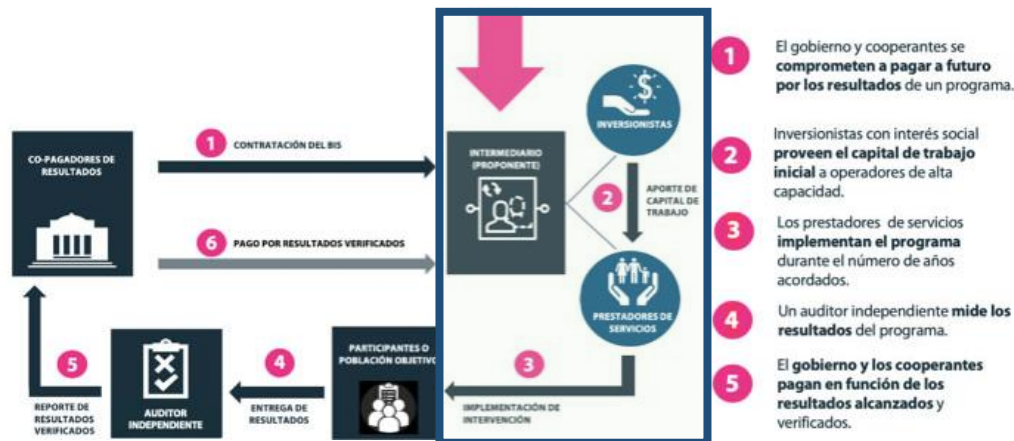 CO-PAGADORES DE
RESULTADOS
1
CONTRATACIÓN DEL BIS
6
PAGO POR RESULTADOS VERIFICADOS
INTERMEDIARIO
(PROPONENTE)
$
INVERSIONISTAS
2
APORTE DE
CAPITAL DE
TRABAJO
PRESTADORES DE
SERVICIOS
3
IMPLEMENTACIÓN DE
INTERVENCIÓN
PARTICIPANTES O
POBLACIÓN OBJETIVO
4
ENTREGA DE
RESULTADOS
AUDITOR
INDEPENDIENTE
5
REPORTE DE
RESULTADOS
VERIFICADOS
1
El gobierno y cooperantes se
comprometen a pagar a futuro
por los resultados de un programa.
2
Inversionistas con interés social
proveen el capital de trabajo
inicial a operadores de alta
capacidad.
3
Los prestadores de servicios
implementan el programa
durante el número de años
acordados.
4
Un auditor independiente mide los
resultados del programa.
5
El gobierno y los cooperantes
pagan en función de los
resultados alcanzados y
verificados.